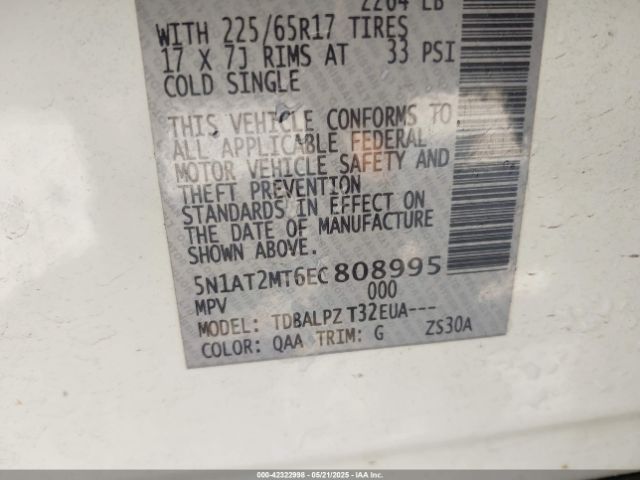 2204 LB
WITH 225/65R17 TIRES
17 X 7J RIMS AT 33 PSI
COLD SINGLE
THIS VEHICLE CONFORMS TO
ALL APPLICABLE FEDERAL
MOTOR VEHICLE SAFETY AND
THEFT PREVENTION
STANDARDS IN EFFECT ON
THE DATE OF MANUFACTURE
SHOWN ABOVE.
5N1AT2MT6EC808995
MPV 000
MODEL: TDBALPZ T32EUA---
COLOR: QAA TRIM: G ZS30A
000-42322998 - 05/21/2025 - © IAA Holdings, LLC